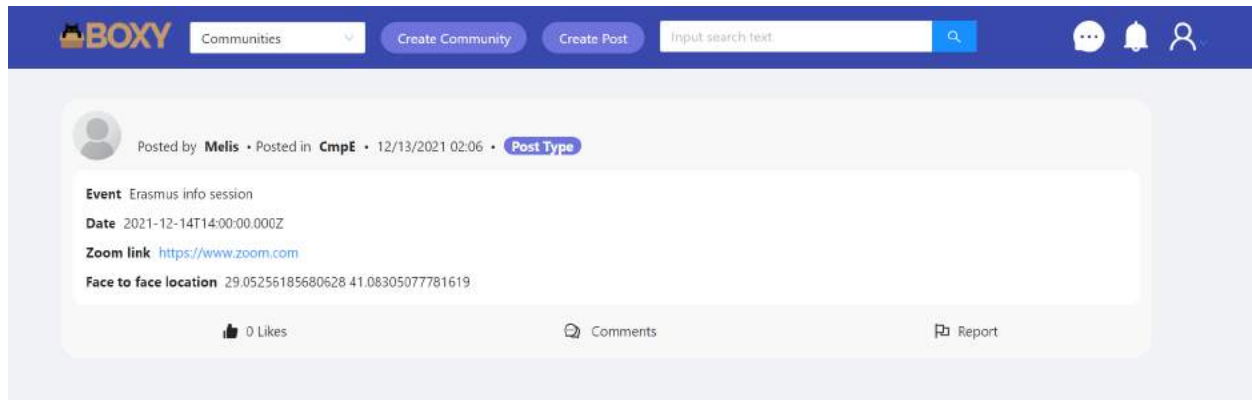 BOXY Communities Create Community Create Post Input search text
Posted by Melis • Posted in CmpE • 12/13/2021 02:06 • Post Type
Event Erasmus info session
Date 2021-12-14T14:00:00.000Z
Zoom link https://www.zoom.com
Face to face location 29.05256185680628 41.08305077781619
0 Likes Comments Report